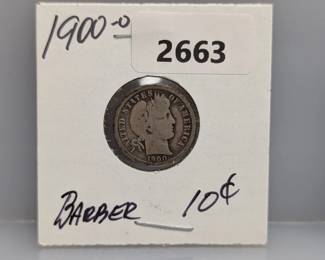 1900-o
2663
UNITED STATES OF AMERICA
1900
BARBER 10¢